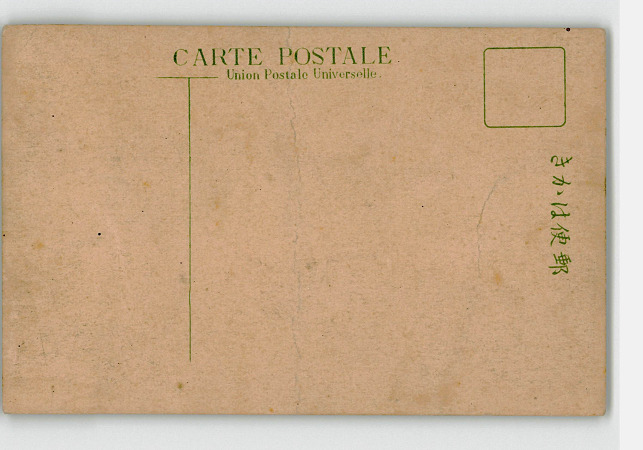 CARTE POSTALE
Union Postale Universelle.
きかは便郵